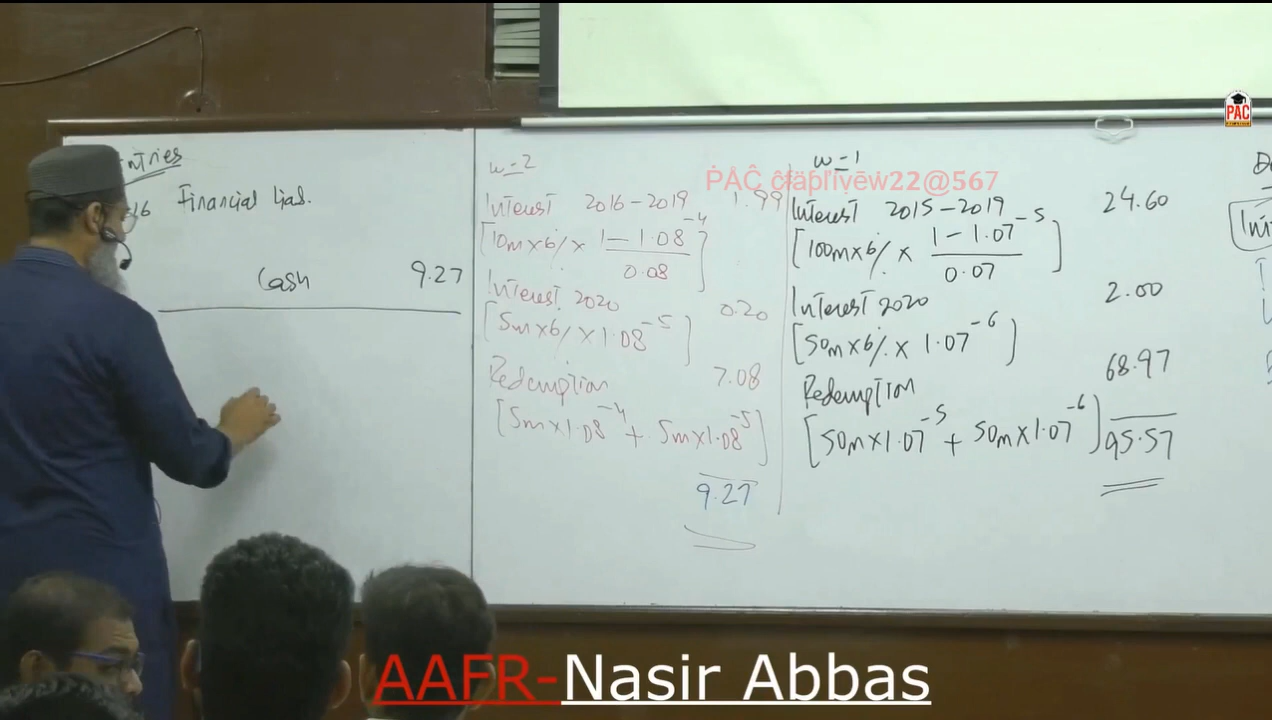 ntries
16 Financial Liab.
Cash 9.27
w=2
Interest 2016-2019 1.99
[10m×6% × 1-1.08^-4 / 0.08]
Interest 2020 0.20
[5m×6% × 1.08^-5]
Redemption 7.08
[5m×1.08^-4 + 5m×1.08^-5]
9.27
w=1
Interest 2015-2019 24.60
[100m×6% × 1-1.07^-5 / 0.07]
Interest 2020 2.00
[50m×6% × 1.07^-6]
Redemption 68.97
[50m×1.07^-5 + 50m×1.07^-6]
95.57
PAC
AAFR-Nasir Abbas